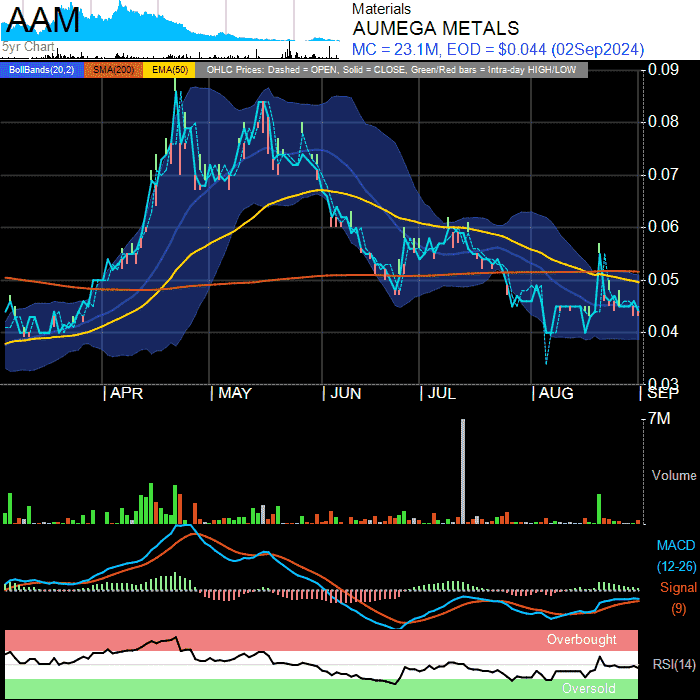 AAM
5yr Chart
Materials
AUMEGA METALS
MC = 23.1M, EOD = $0.044 (02Sep2024)
BollBands(20,2) SMA(200) EMA(50) OHLC Prices: Dashed = OPEN, Solid = CLOSE, Green/Red bars = Intra-day HIGH/LOW
0.09
0.08
0.07
0.06
0.05
0.04
0.03
APR MAY JUN JUL AUG SEP
7M
Volume
MACD
(12-26)
Signal
(9)
Overbought
RSI(14)
Oversold